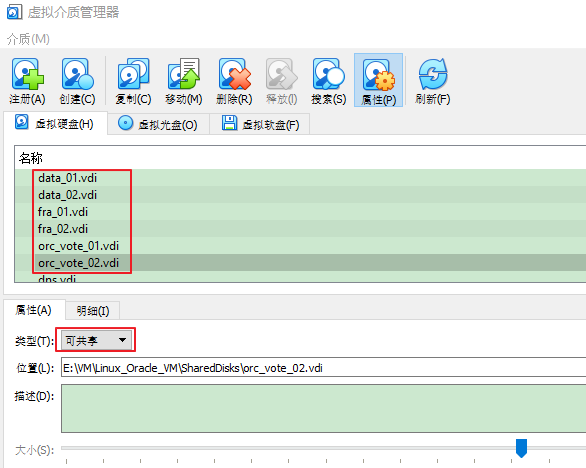 虚拟介质管理器
介质(M)
注册(A) 创建(C) 复制(C) 移动(M) 删除(R) 释放(I) 搜索(S) 属性(P) 刷新(F)
虚拟硬盘(H) 虚拟光盘(O) 虚拟软盘(F)
名称
data_01.vdi
data_02.vdi
fra_01.vdi
fra_02.vdi
orc_vote_01.vdi
orc_vote_02.vdi
dns.vdi
属性(A) 明细(I)
类型(T): 可共享
位置(L): E:\VM\Linux_Oracle_VM\SharedDisks\orc_vote_02.vdi
描述(D):
大小(S):